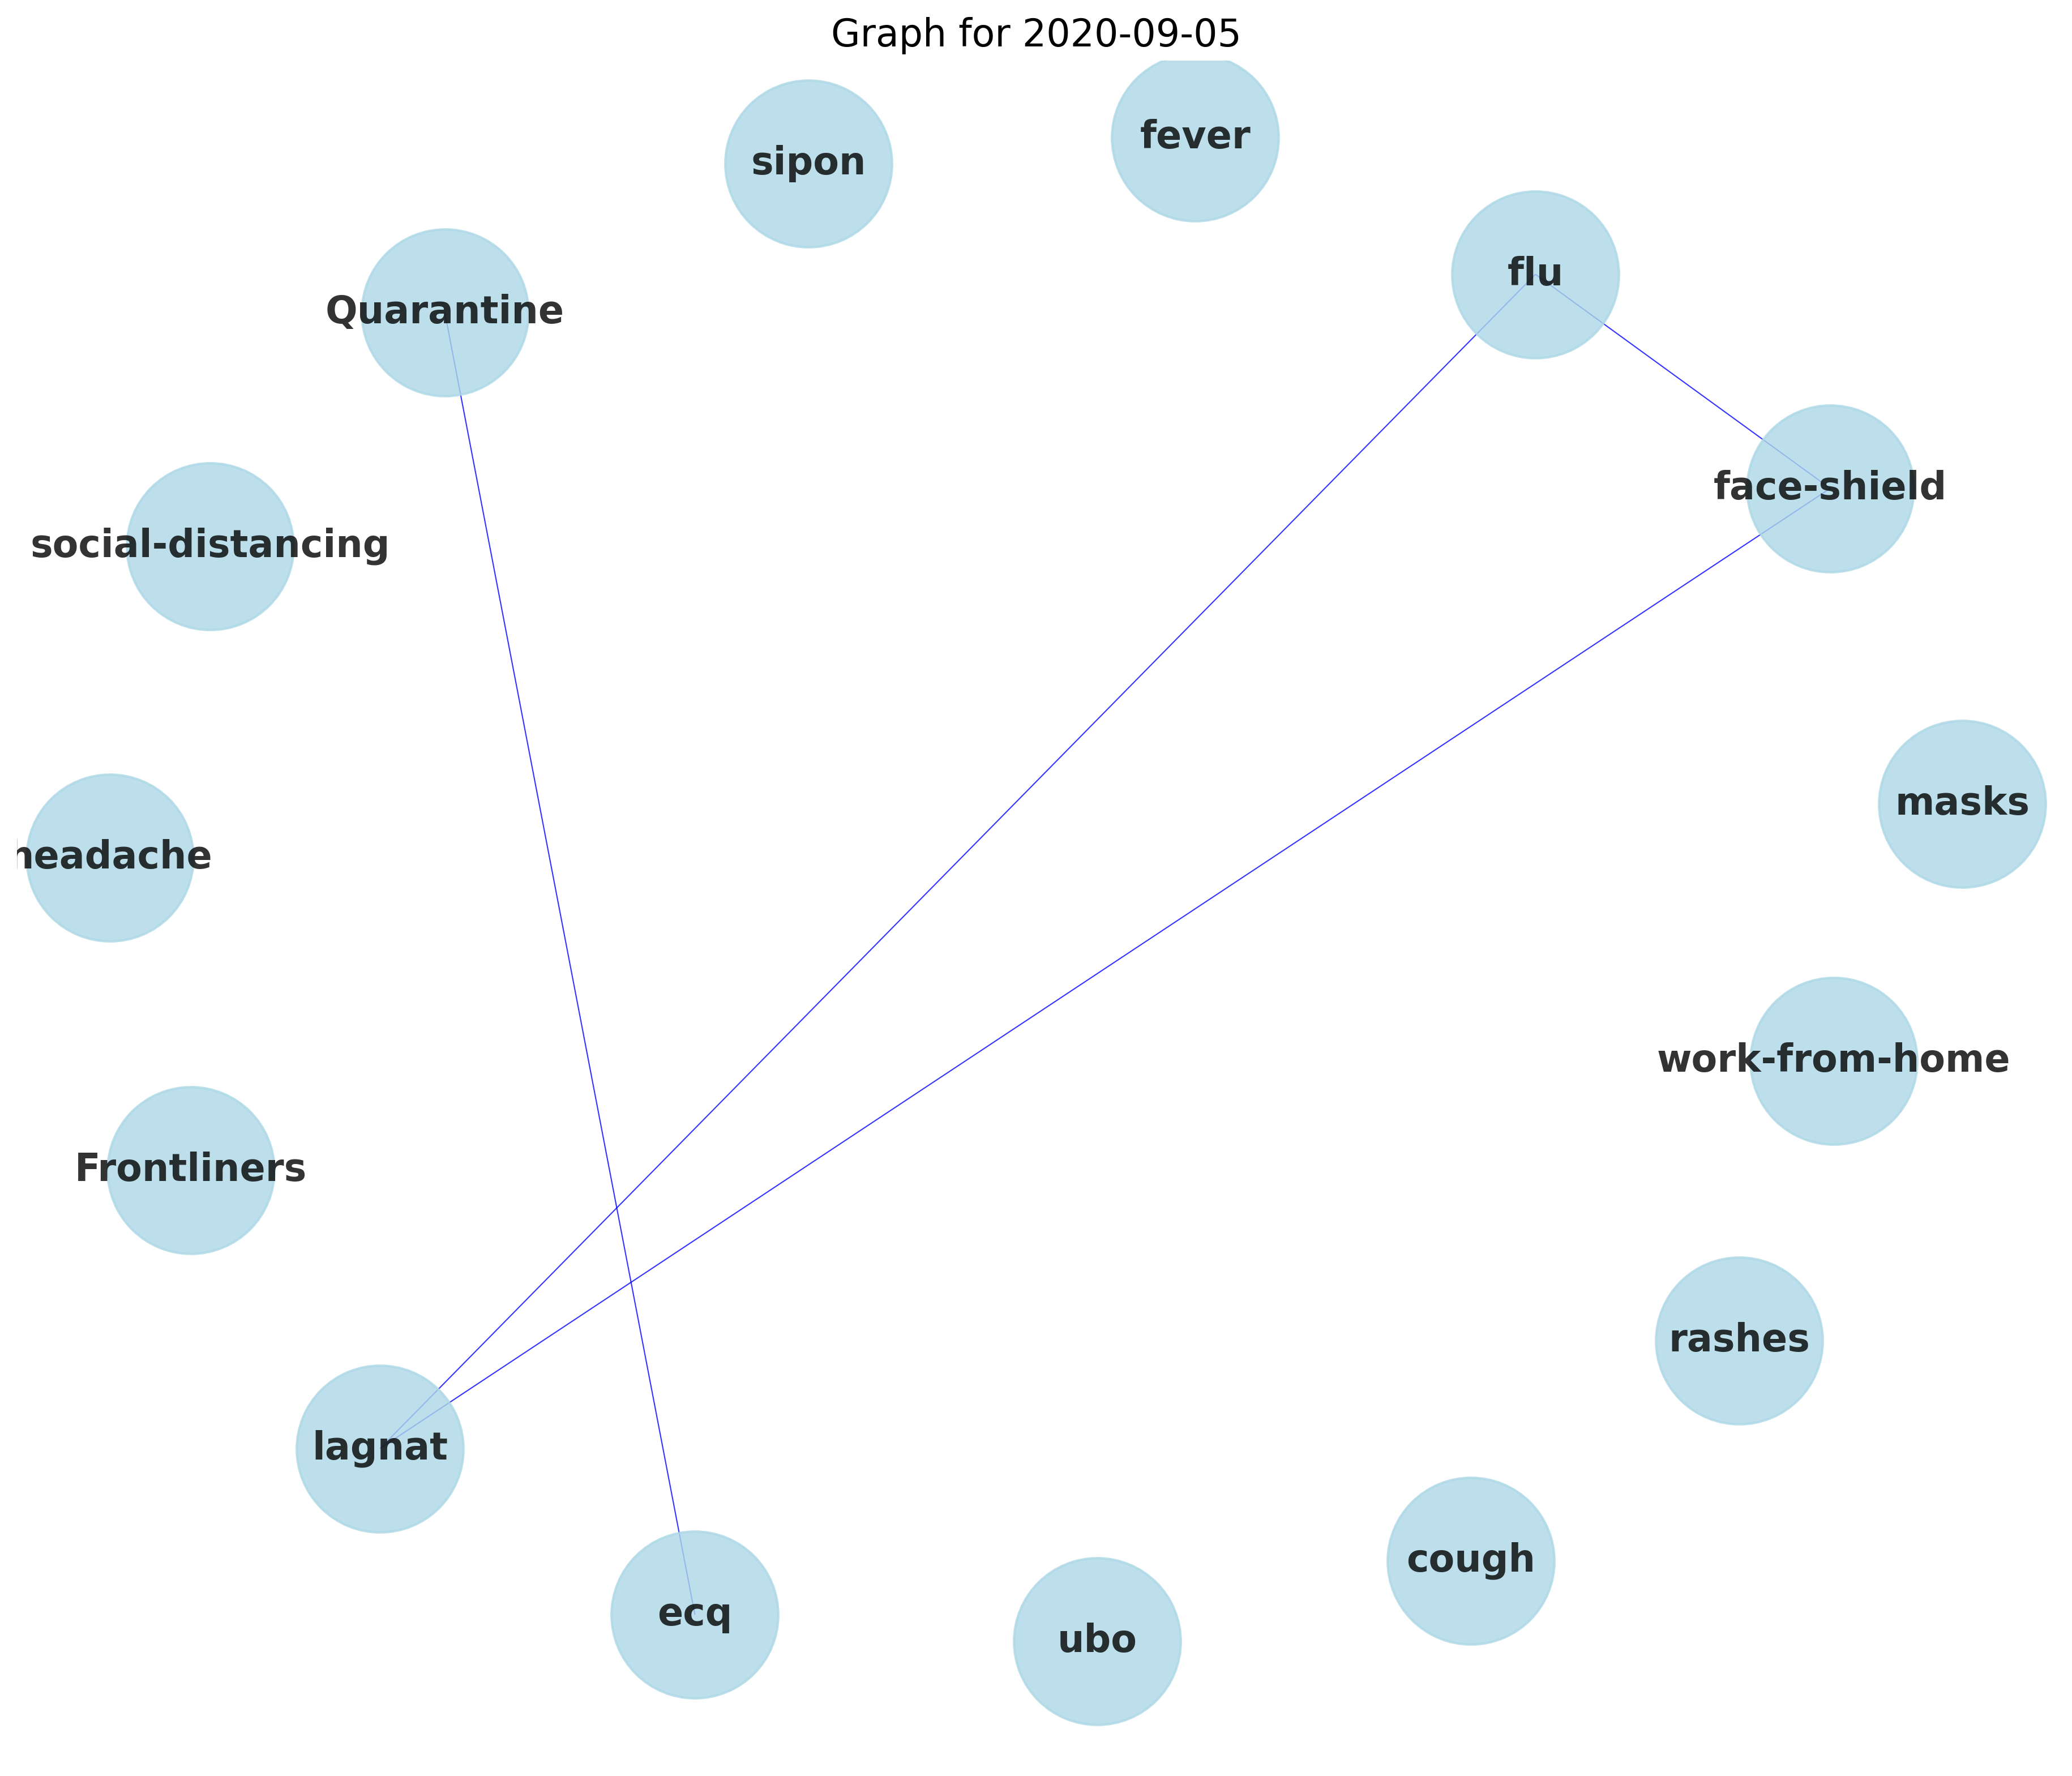 Graph for 2020-09-05
fever
sipon
flu
Quarantine
face-shield
social-distancing
masks
headache
work-from-home
Frontliners
rashes
lagnat
cough
ecq
ubo